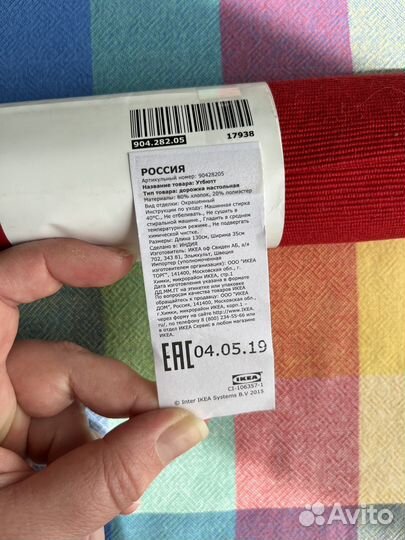 904.282.05 17938
РОССИЯ
Артикульный номер: 90428205
Название товара: Утбитт
Тип товара: дорожка настольная
Материалы: 80% хлопок, 20% полиэстер
Вид отделки: Окрашенный
Инструкции по уходу: Машинная стирка
40°C., Не отбеливать., Не сушить в
стиральной машине., Гладить в среднем
температурном режиме., Не подвергать
химической чистке.
Размеры: Длина 130см, Ширина 35см
Сделано в: ИНДИЯ
Изготовитель: ИКЕА оф Свиден АБ, а/я
702, 343 81, Эльмхульт, Швеция
Импортер (уполномоченная
изготовителем организация): ООО "ИКЕА
ТОРГ", 141400, Московская обл., г.
Химки, микрорайон ИКЕА, стр.1
Дата изготовления указана в формате
ДД.ММ.ГГ на этикетке или упаковке
По вопросам качества товаров ИКЕА
обращайтесь к продавцу: ООО "ИКЕА
ДОМ", Россия, 141400, Московская обл.,
г.Химки, микрорайон ИКЕА, корп 1 -
через форму на сайте http://www.IKEA.
ru/, по телефону 8 (800) 234-55-66 или
в отдел ИКЕА Сервис в любом магазине
ИКЕА.
EAC 04.05.19
IKEA
CI-106357-1
© Inter IKEA Systems B.V 2015
Avito